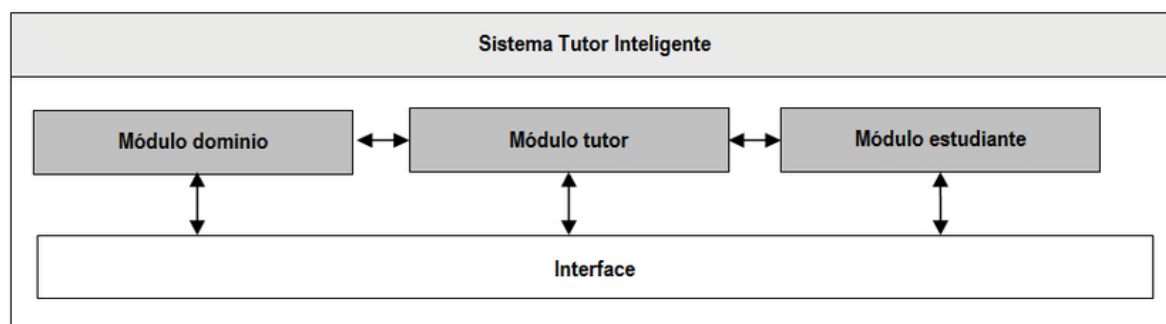 Sistema Tutor Inteligente
Módulo dominio
Módulo tutor
Módulo estudiante
Interface